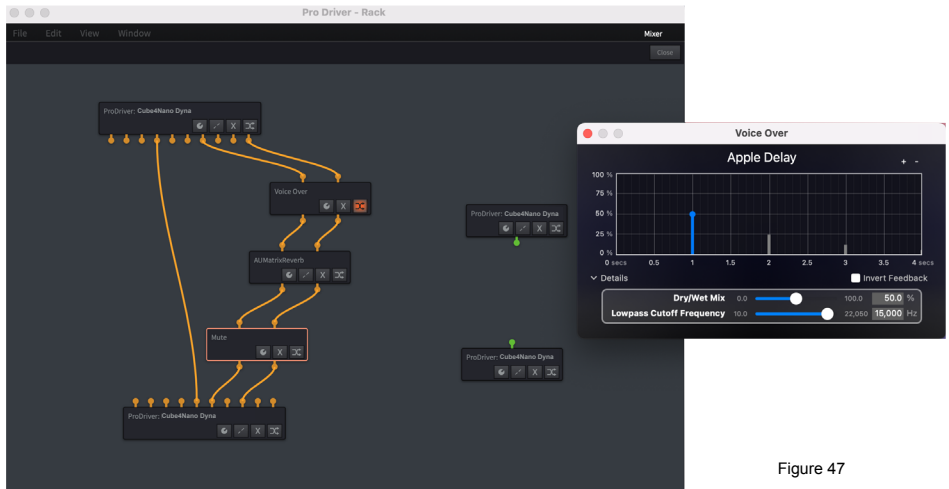 Pro Driver - Rack
File Edit View Window Mixer
Close
ProDriver: Cube4Nano Dyna
X
Voice Over
X
AUMatrixReverb
X
Mute
X
ProDriver: Cube4Nano Dyna
X
ProDriver: Cube4Nano Dyna
X
ProDriver: Cube4Nano Dyna
X
Voice Over
Apple Delay
+ -
100 %
75 %
50 %
25 %
0 %
0 secs 0.5 1 1.5 2 2.5 3 3.5 4 secs
Details Invert Feedback
Dry/Wet Mix 0.0 100.0 50.0 %
Lowpass Cutoff Frequency 10.0 22,050 15,000 Hz
Figure 47